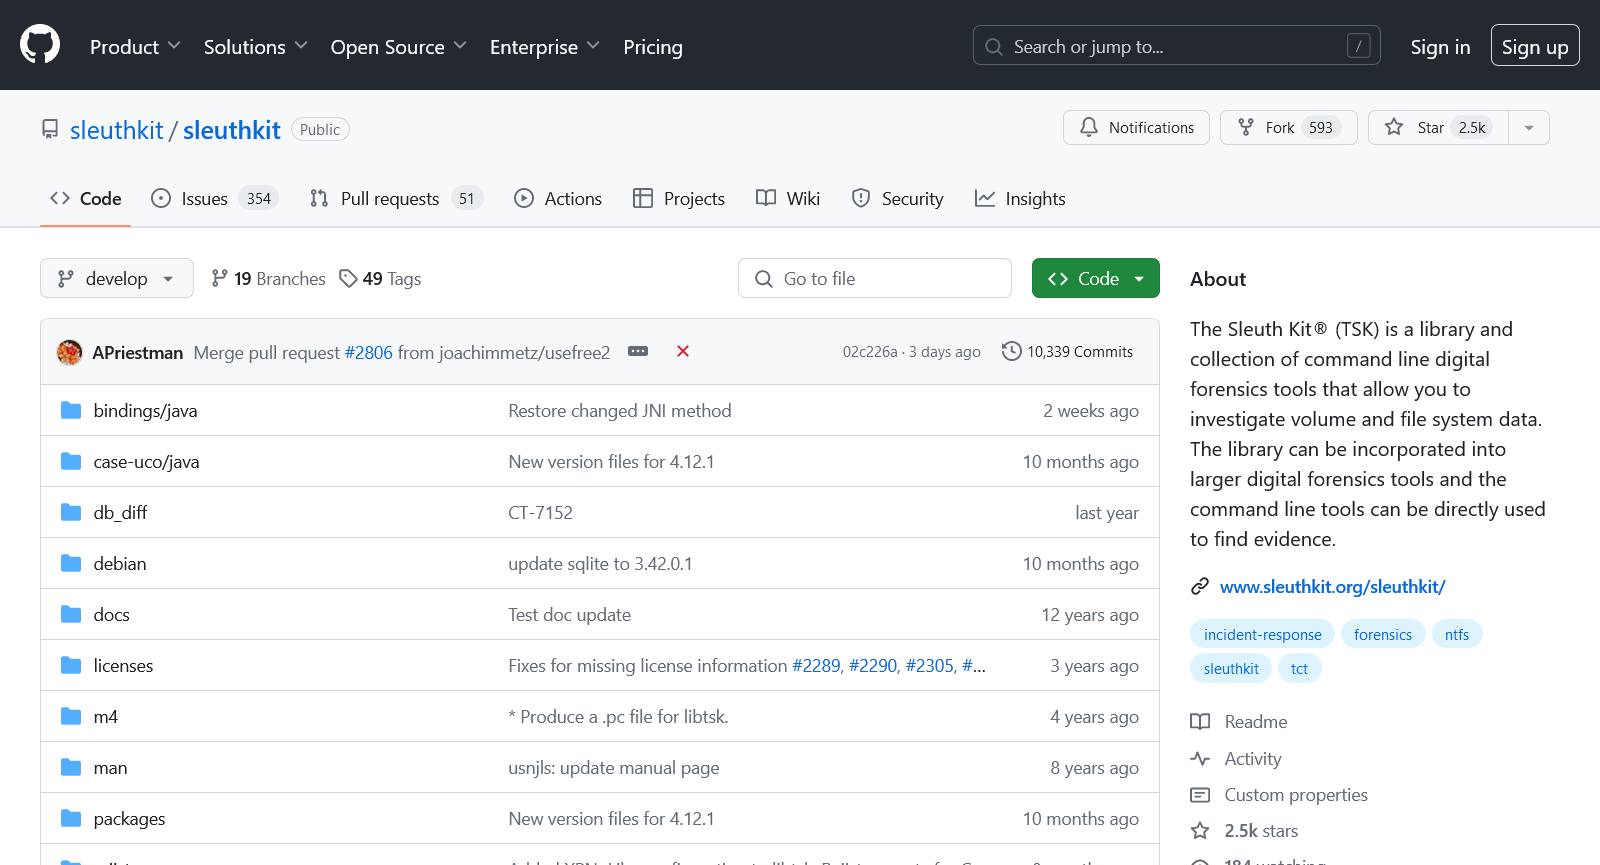 Product Solutions Open Source Enterprise Pricing Search or jump to... / Sign in Sign up
sleuthkit / sleuthkit Public Notifications Fork 593 Star 2.5k
Code Issues 354 Pull requests 51 Actions Projects Wiki Security Insights
develop 19 Branches 49 Tags Go to file Code
APriestman Merge pull request #2806 from joachimmetz/usefree2 02c226a · 3 days ago 10,339 Commits
bindings/java Restore changed JNI method 2 weeks ago
case-uco/java New version files for 4.12.1 10 months ago
db_diff CT-7152 last year
debian update sqlite to 3.42.0.1 10 months ago
docs Test doc update 12 years ago
licenses Fixes for missing license information #2289, #2290, #2305, #... 3 years ago
m4 * Produce a .pc file for libtsk. 4 years ago
man usnjls: update manual page 8 years ago
packages New version files for 4.12.1 10 months ago
About
The Sleuth Kit® (TSK) is a library and
collection of command line digital
forensics tools that allow you to
investigate volume and file system data.
The library can be incorporated into
larger digital forensics tools and the
command line tools can be directly used
to find evidence.
www.sleuthkit.org/sleuthkit/
incident-response forensics ntfs
sleuthkit tct
Readme
Activity
Custom properties
2.5k stars
184 watching